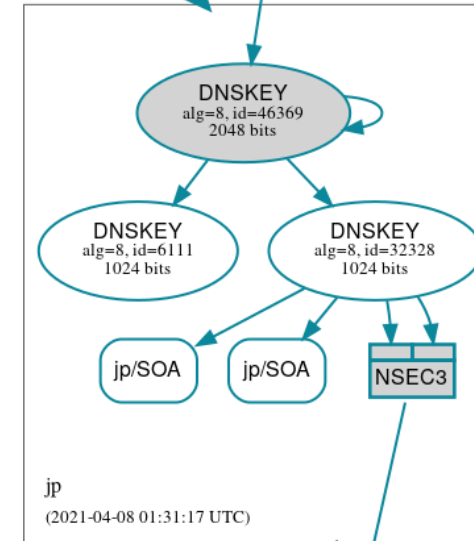 DNSKEY
alg=8, id=46369
2048 bits
DNSKEY
alg=8, id=6111
1024 bits
DNSKEY
alg=8, id=32328
1024 bits
jp/SOA
jp/SOA
NSEC3
jp
(2021-04-08 01:31:17 UTC)